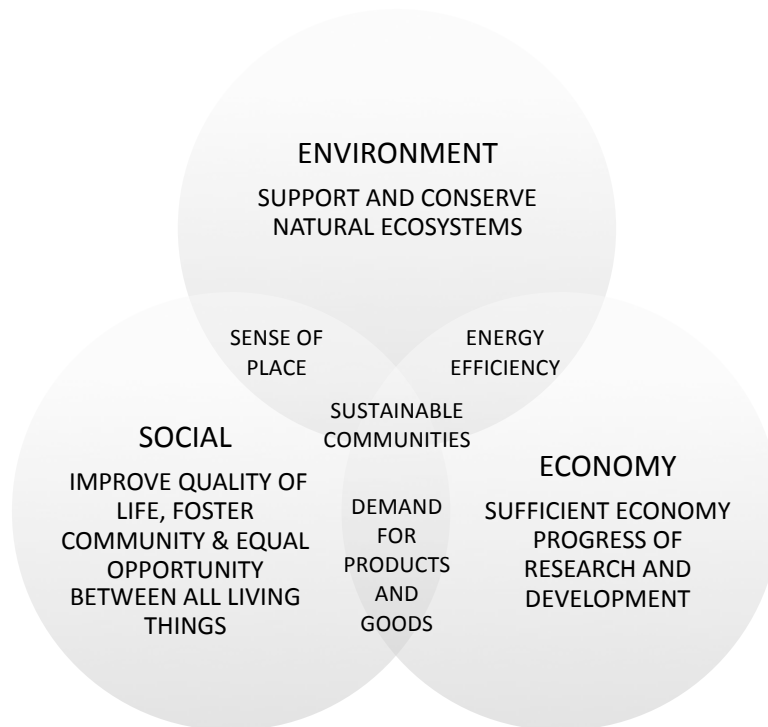 ENVIRONMENT
SUPPORT AND CONSERVE
NATURAL ECOSYSTEMS
SENSE OF
PLACE
ENERGY
EFFICIENCY
SUSTAINABLE
COMMUNITIES
SOCIAL
IMPROVE QUALITY OF
LIFE, FOSTER
COMMUNITY & EQUAL
OPPORTUNITY
BETWEEN ALL LIVING
THINGS
DEMAND
FOR
PRODUCTS
AND
GOODS
ECONOMY
SUFFICIENT ECONOMY
PROGRESS OF
RESEARCH AND
DEVELOPMENT